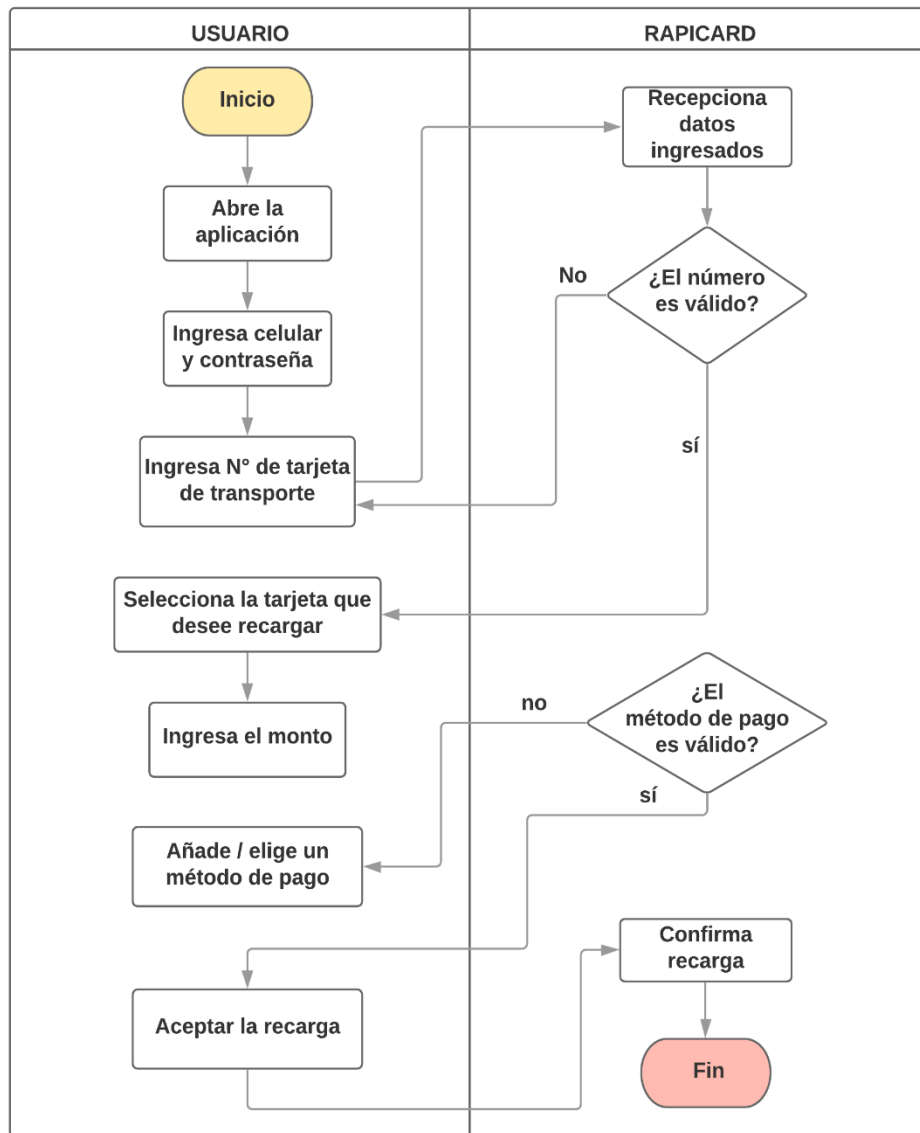 USUARIO
RAPICARD
Inicio
Abre la
aplicación
Ingresa celular
y contraseña
Ingresa N° de tarjeta
de transporte
Recepciona
datos
ingresados
¿El número
es válido?
No
sí
Selecciona la tarjeta que
desee recargar
Ingresa el monto
¿El
método de pago
es válido?
no
sí
Añade / elige un
método de pago
Aceptar la recarga
Confirma
recarga
Fin